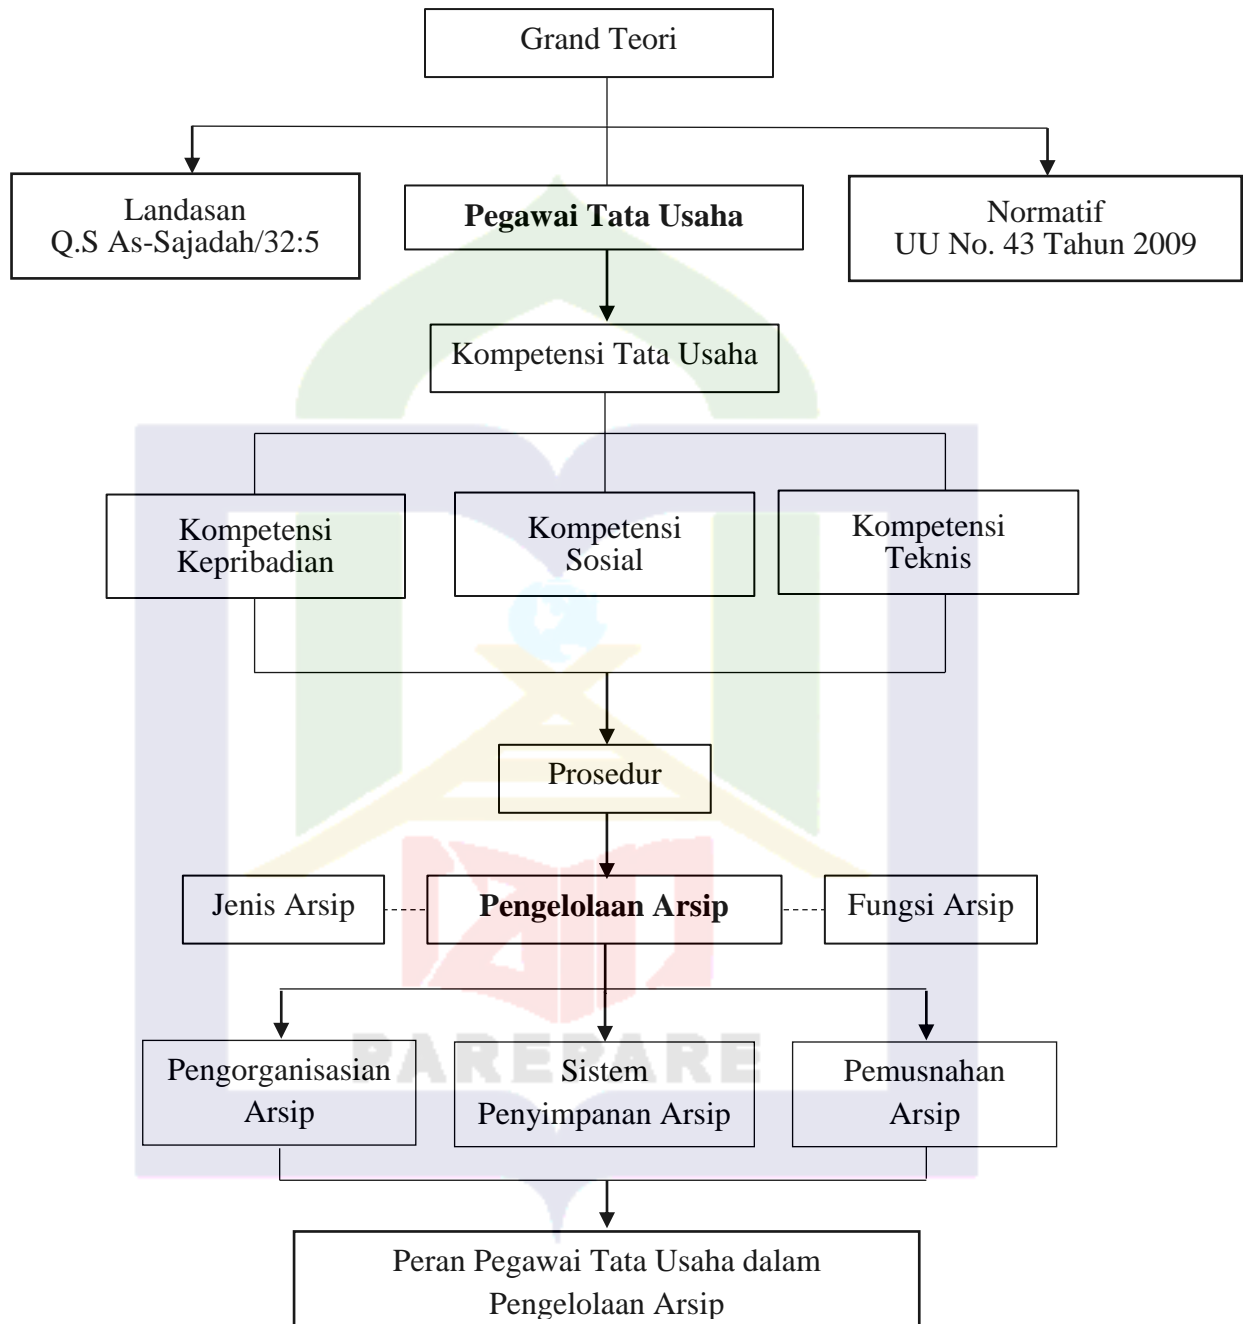 Grand Teori
Landasan
Q.S As-Sajadah/32:5
Pegawai Tata Usaha
Normatif
UU No. 43 Tahun 2009
Kompetensi Tata Usaha
Kompetensi
Kepribadian
Kompetensi
Sosial
Kompetensi
Teknis
Prosedur
Jenis Arsip
Pengelolaan Arsip
Fungsi Arsip
PAREPARE
Pengorganisasian
Arsip
Sistem
Penyimpanan Arsip
Pemusnahan
Arsip
Peran Pegawai Tata Usaha dalam
Pengelolaan Arsip